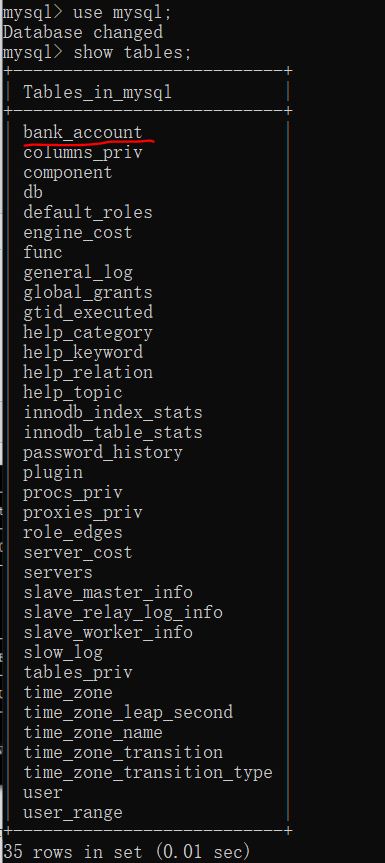 mysql> use mysql;
Database changed
mysql> show tables;
+---------------------------+
| Tables_in_mysql           |
+---------------------------+
| bank_account              |
| columns_priv              |
| component                 |
| db                        |
| default_roles             |
| engine_cost               |
| func                      |
| general_log               |
| global_grants             |
| gtid_executed             |
| help_category             |
| help_keyword              |
| help_relation             |
| help_topic                |
| innodb_index_stats        |
| innodb_table_stats        |
| password_history          |
| plugin                    |
| procs_priv                |
| proxies_priv              |
| role_edges                |
| server_cost               |
| servers                   |
| slave_master_info         |
| slave_relay_log_info      |
| slave_worker_info         |
| slow_log                  |
| tables_priv               |
| time_zone                 |
| time_zone_leap_second     |
| time_zone_name            |
| time_zone_transition      |
| time_zone_transition_type |
| user                      |
| user_range                |
+---------------------------+
35 rows in set (0.01 sec)